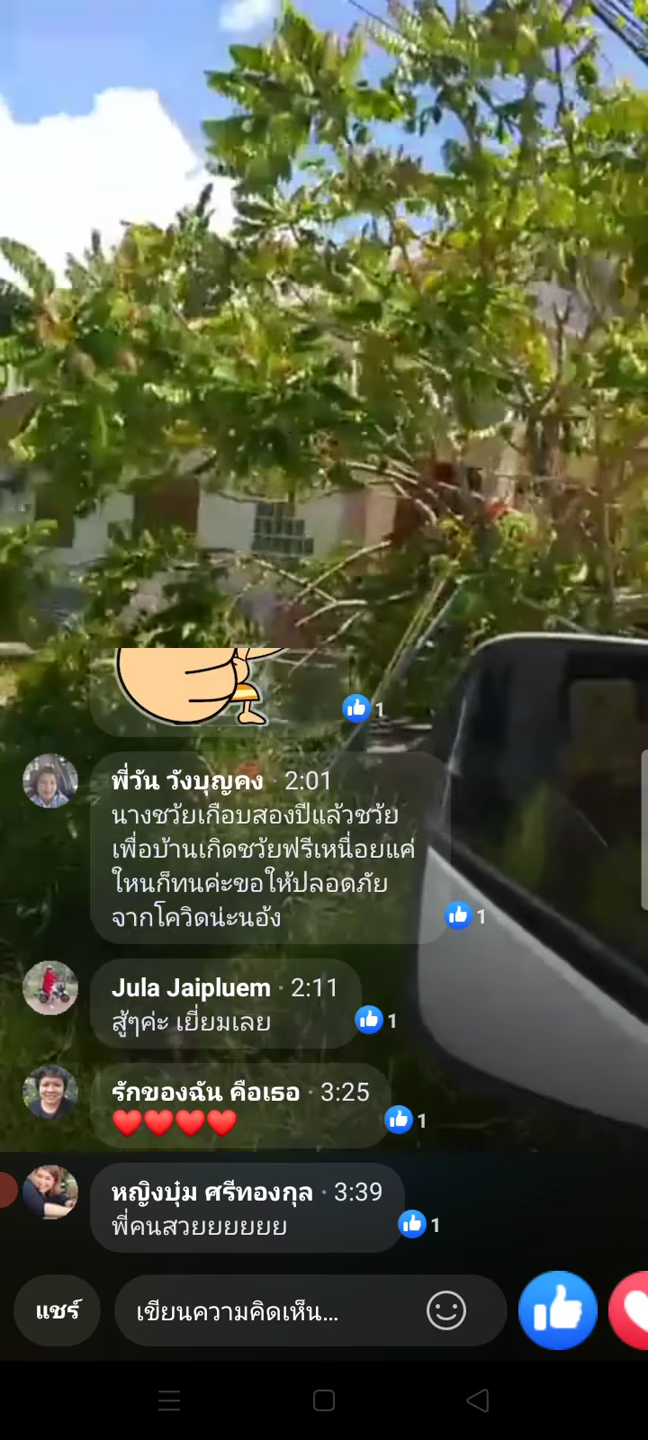 1
พี่วัน วังบุญคง · 2:01
นางชวัยเกือบสองปีแล้วชวัย
เพื่อบ้านเกิดชวัยฟรีเหนื่อยแค่
ใหนก็ทนค่ะขอให้ปลอดภัย
จากโควิดน่ะนอ้ง
1
Jula Jaipluem · 2:11
สู้ๆค่ะ เยี่ยมเลย
1
รักของฉัน คือเธอ · 3:25
❤️❤️❤️❤️
1
หญิงบุ๋ม ศรีทองกุล · 3:39
พี่คนสวยยยยยย
1
แชร์
เขียนความคิดเห็น...